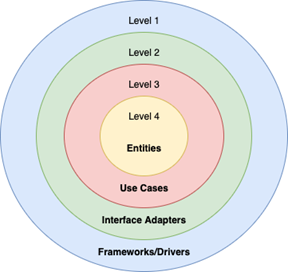 Level 1
Level 2
Level 3
Level 4
Entities
Use Cases
Interface Adapters
Frameworks/Drivers